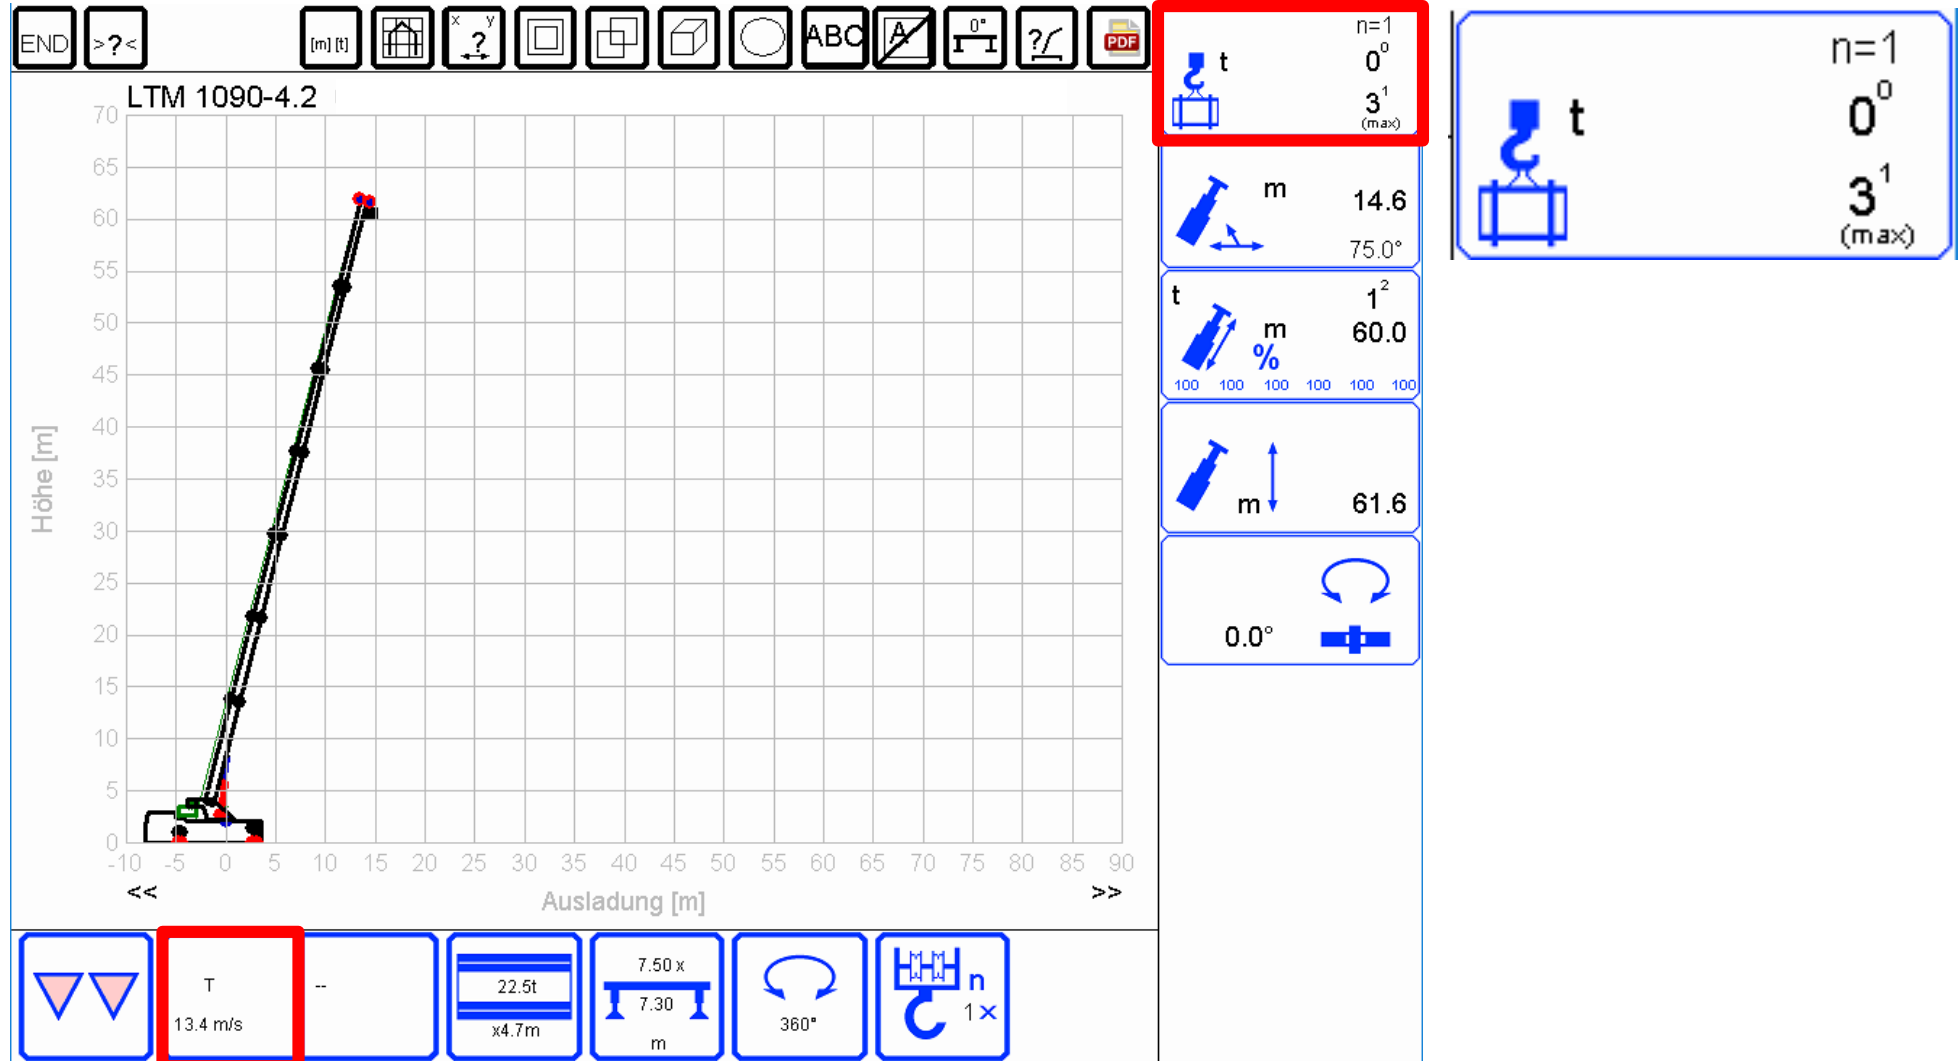 END >?< [m] [t] x y ? ABC A 0° ?/ PDF
LTM 1090-4.2
70
65
60
55
50
45
40
35
30
25
20
15
10
5
0
Höhe [m]
-10 -5 0 5 10 15 20 25 30 35 40 45 50 55 60 65 70 75 80 85 90
<< >>
Ausladung [m]
T
13.4 m/s
--
22.5t
x4.7m
7.50 x
7.30
m
360°
n
1x
n=1
t 0⁰
3¹
(max)
m 14.6
75.0°
t 1²
m 60.0
%
100 100 100 100 100 100
m 61.6
0.0°
n=1
t 0⁰
3¹
(max)